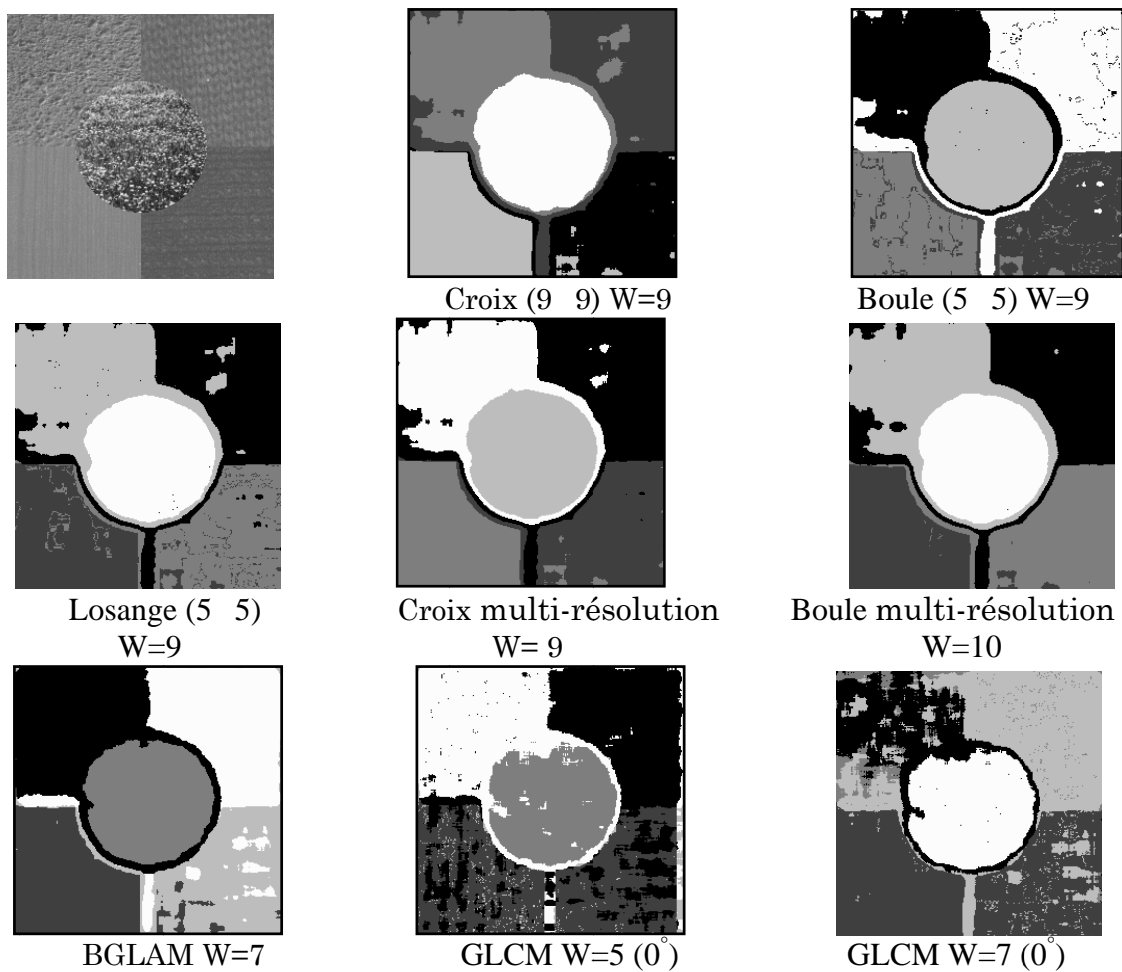 Croix (9 9) W=9
Boule (5 5) W=9
Losange (5 5)
W=9
Croix multi-résolution
W= 9
Boule multi-résolution
W=10
BGLAM W=7
GLCM W=5 (0°)
GLCM W=7 (0°)